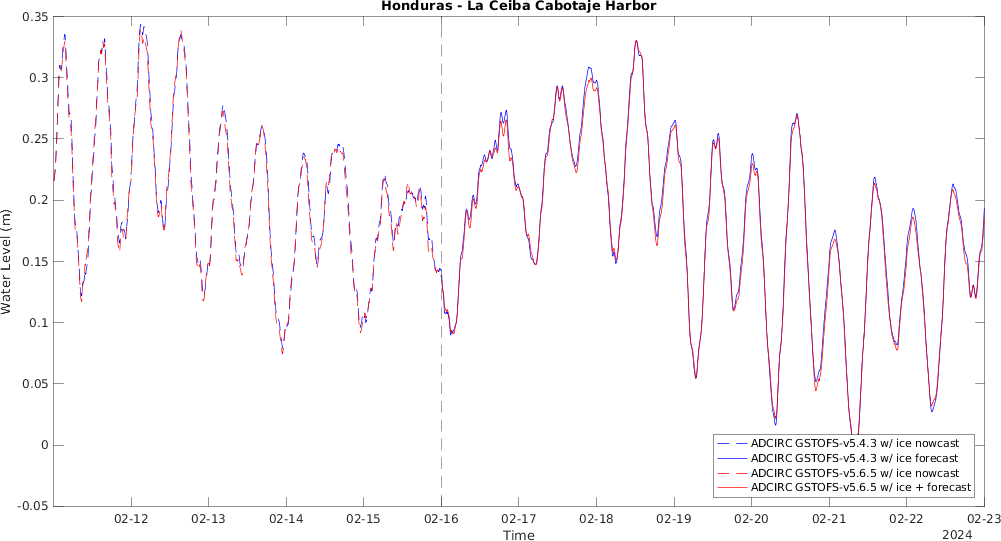 Honduras - La Ceiba Cabotaje Harbor
0.35
0.3
0.25
0.2
0.15
0.1
0.05
0
-0.05
Water Level (m)
ADCIRC GSTOFS-v5.4.3 w/ ice nowcast
ADCIRC GSTOFS-v5.4.3 w/ ice forecast
ADCIRC GSTOFS-v5.6.5 w/ ice nowcast
ADCIRC GSTOFS-v5.6.5 w/ ice + forecast
02-12 02-13 02-14 02-15 02-16 02-17 02-18 02-19 02-20 02-21 02-22 02-23
Time
2024